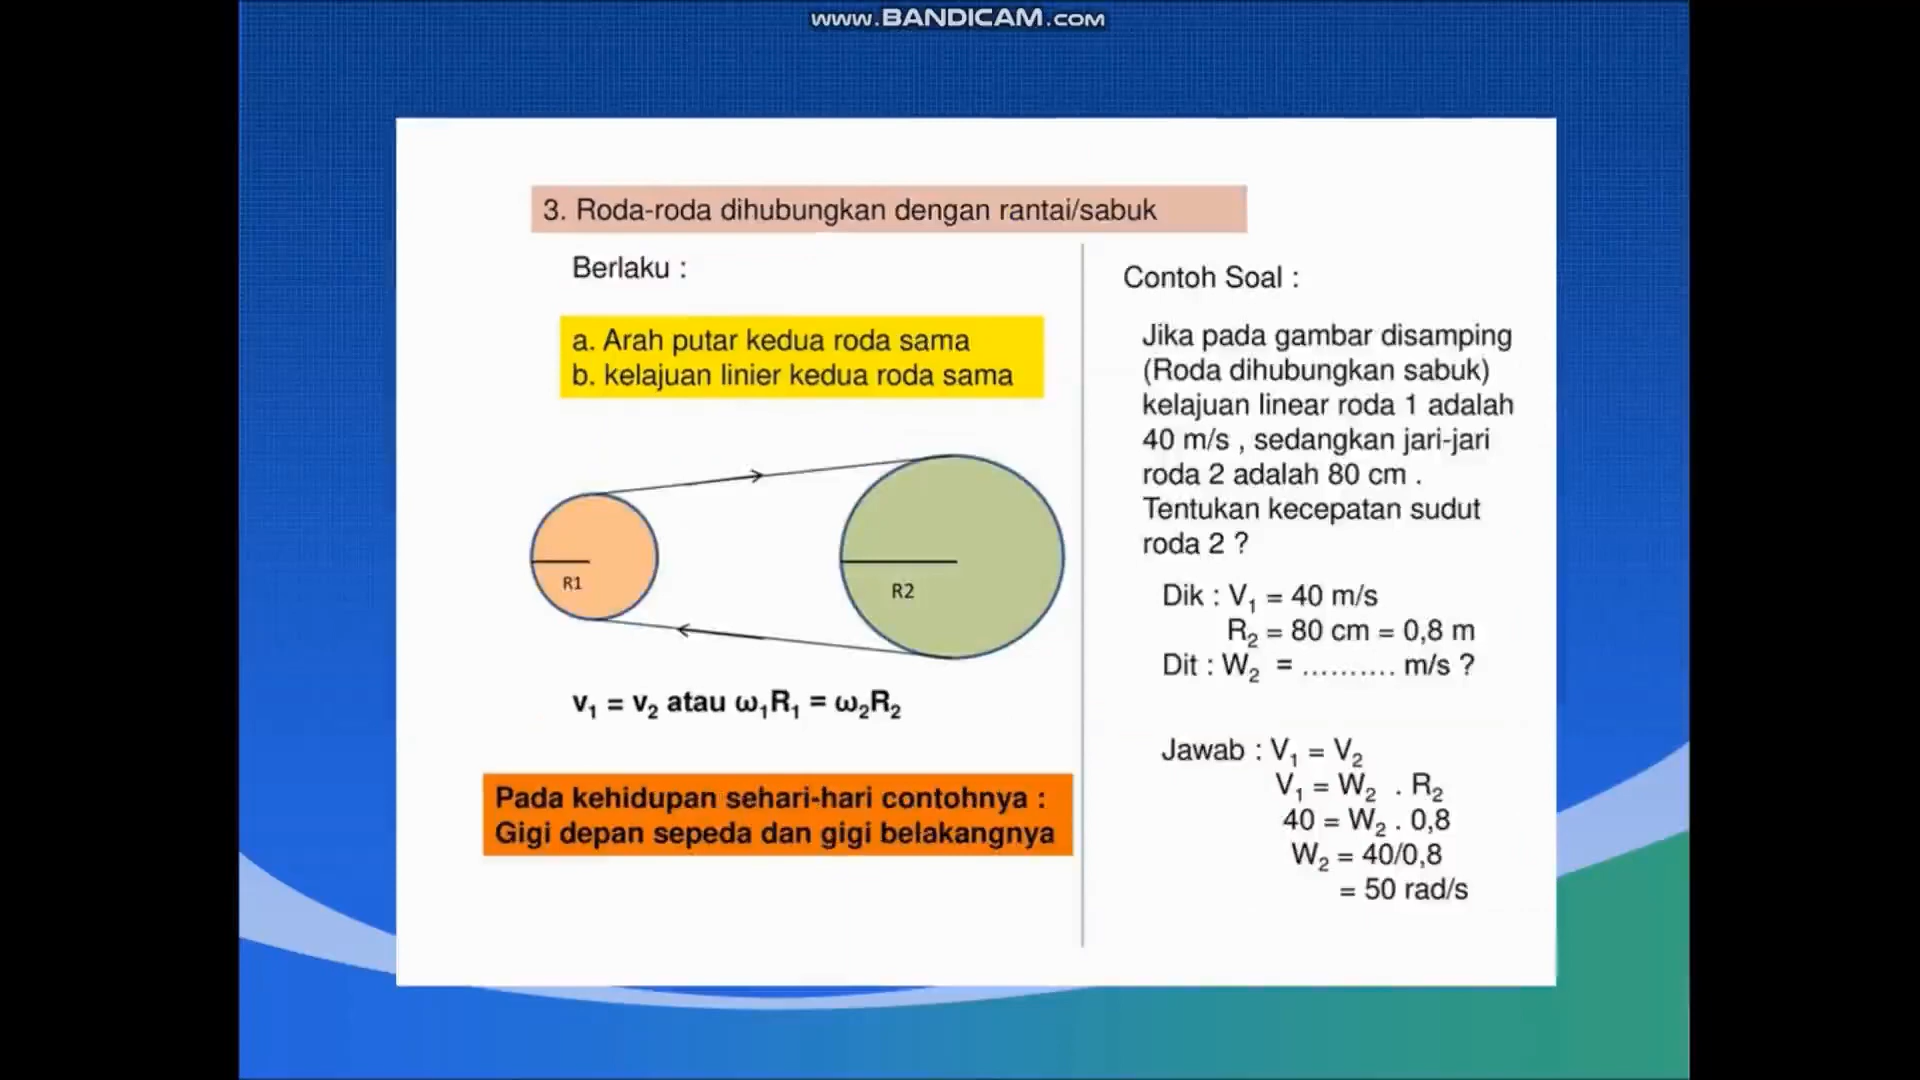 www.BANDICAM.com
3. Roda-roda dihubungkan dengan rantai/sabuk
Berlaku :
a. Arah putar kedua roda sama
b. kelajuan linier kedua roda sama
R1
R2
v₁ = v₂ atau ω₁R₁ = ω₂R₂
Pada kehidupan sehari-hari contohnya :
Gigi depan sepeda dan gigi belakangnya
Contoh Soal :
Jika pada gambar disamping
(Roda dihubungkan sabuk)
kelajuan linear roda 1 adalah
40 m/s , sedangkan jari-jari
roda 2 adalah 80 cm .
Tentukan kecepatan sudut
roda 2 ?
Dik : V₁ = 40 m/s
R₂ = 80 cm = 0,8 m
Dit : W₂ = .......... m/s ?
Jawab : V₁ = V₂
V₁ = W₂ . R₂
40 = W₂ . 0,8
W₂ = 40/0,8
= 50 rad/s